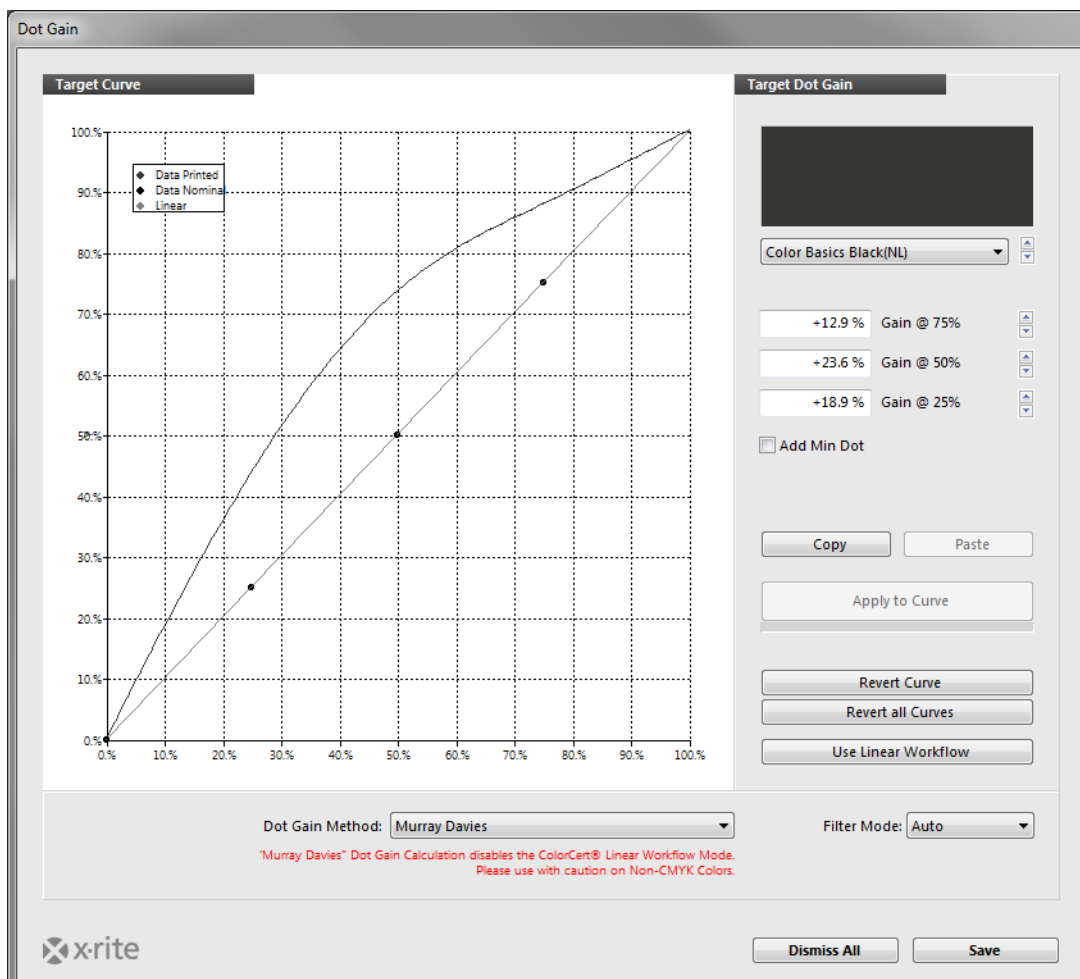 Dot Gain
Target Curve
100.%
90.%
80.%
70.%
60.%
50.%
40.%
30.%
20.%
10.%
0.%
0.%
10.%
20.%
30.%
40.%
50.%
60.%
70.%
80.%
90.%
100.%
Data Printed
Data Nominal
Linear
Target Dot Gain
Color Basics Black(NL)
+12.9 % Gain @ 75%
+23.6 % Gain @ 50%
+18.9 % Gain @ 25%
Add Min Dot
Copy Paste
Apply to Curve
Revert Curve
Revert all Curves
Use Linear Workflow
Dot Gain Method: Murray Davies
Filter Mode: Auto
"Murray Davies" Dot Gain Calculation disables the ColorCert® Linear Workflow Mode.
Please use with caution on Non-CMYK Colors.
x·rite
Dismiss All Save